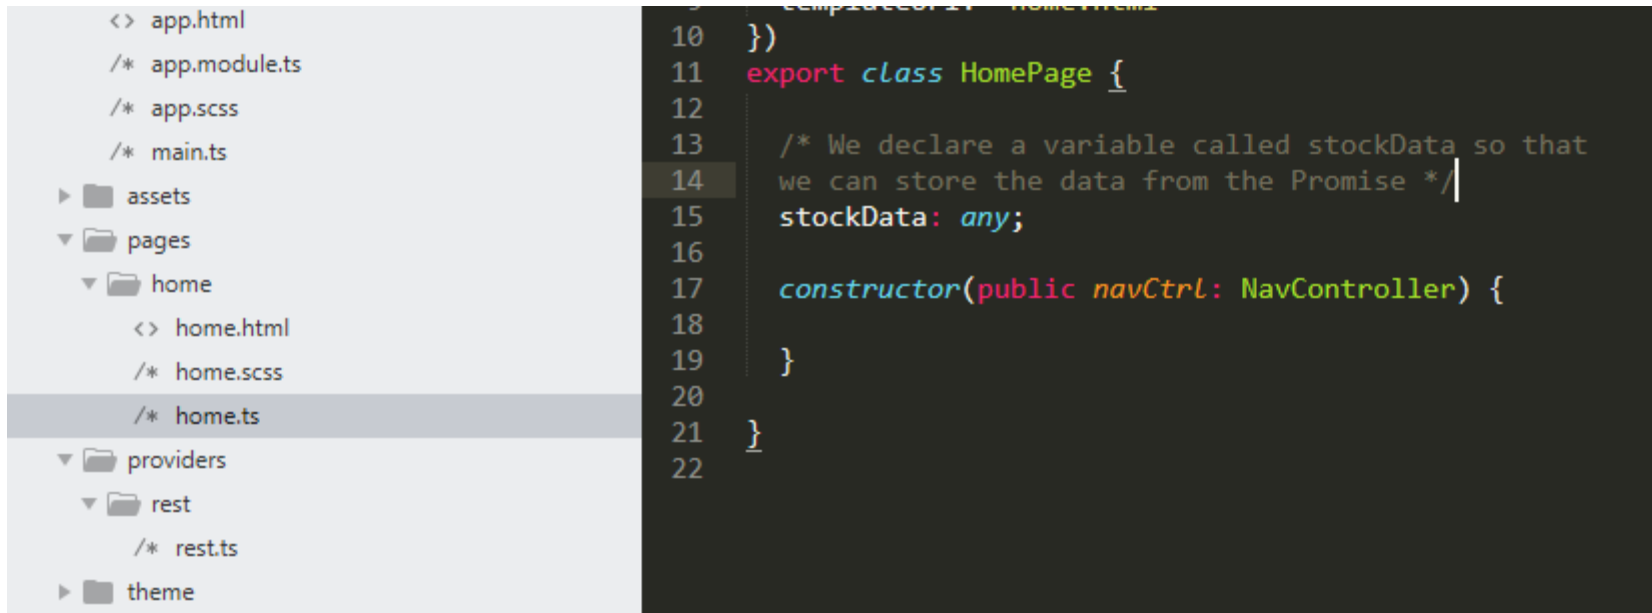 <> app.html
/* app.module.ts
/* app.scss
/* main.ts
assets
pages
home
<> home.html
/* home.scss
/* home.ts
providers
rest
/* rest.ts
theme
10 })
11 export class HomePage {
12
13 /* We declare a variable called stockData so that
14 we can store the data from the Promise */
15 stockData: any;
16
17 constructor(public navCtrl: NavController) {
18
19 }
20
21 }
22